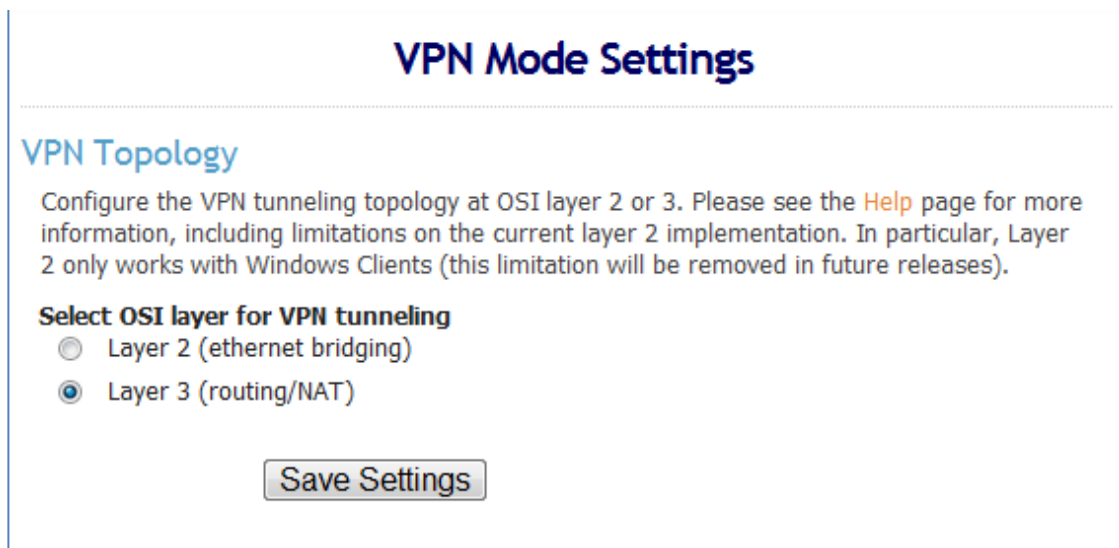 VPN Mode Settings
VPN Topology
Configure the VPN tunneling topology at OSI layer 2 or 3. Please see the Help page for more
information, including limitations on the current layer 2 implementation. In particular, Layer
2 only works with Windows Clients (this limitation will be removed in future releases).
Select OSI layer for VPN tunneling
Layer 2 (ethernet bridging)
Layer 3 (routing/NAT)
Save Settings